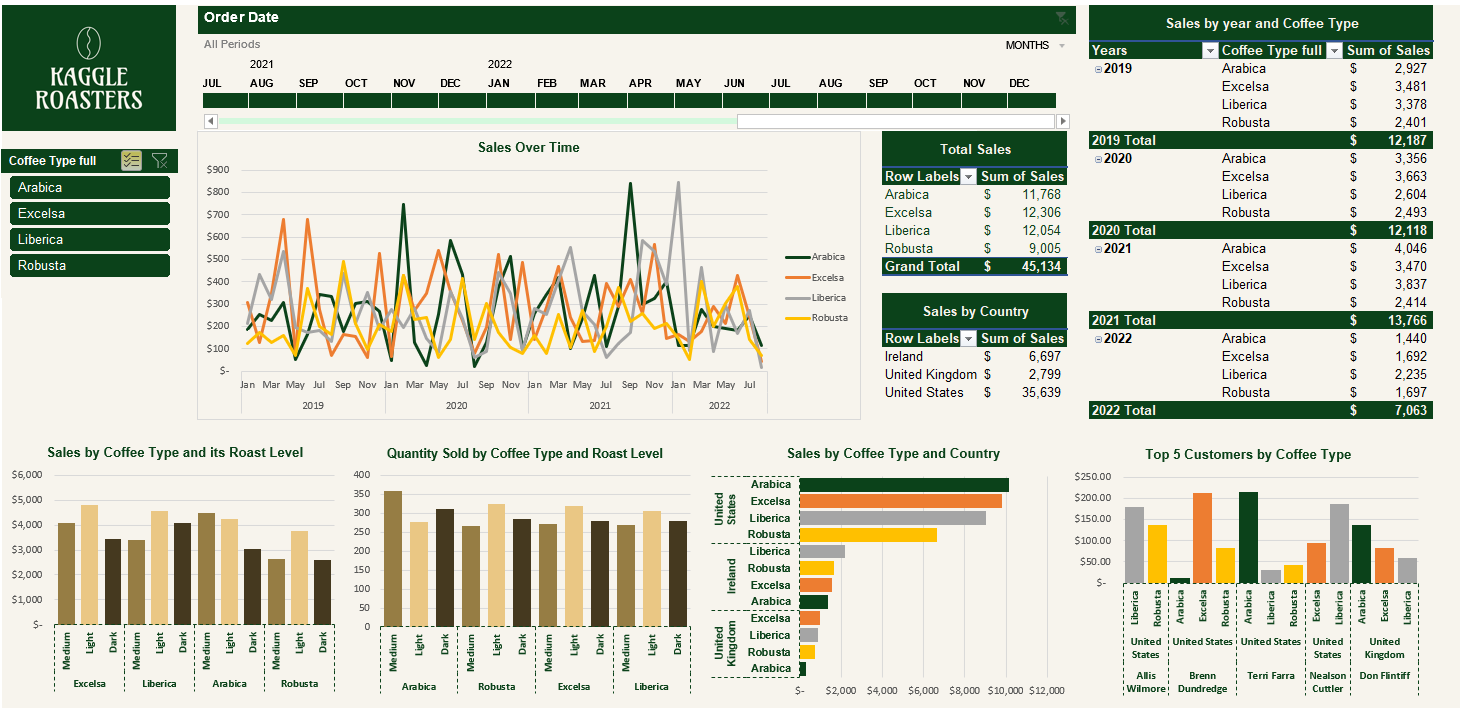 KAGGLE
ROASTERS
Coffee Type full
Arabica
Excelsa
Liberica
Robusta
Order Date
All Periods
MONTHS
2021 2022
JUL AUG SEP OCT NOV DEC JAN FEB MAR APR MAY JUN JUL AUG SEP OCT NOV DEC
Sales Over Time
$900
$800
$700
$600
$500
$400
$300
$200
$100
$-
Jan Mar May Jul Sep Nov Jan Mar May Jul Sep Nov Jan Mar May Jul Sep Nov Jan Mar May Jul
2019 2020 2021 2022
Arabica
Excelsa
Liberica
Robusta
Total Sales
Row Labels Sum of Sales
Arabica $ 11,768
Excelsa $ 12,306
Liberica $ 12,054
Robusta $ 9,005
Grand Total $ 45,134
Sales by Country
Row Labels Sum of Sales
Ireland $ 6,697
United Kingdom $ 2,799
United States $ 35,639
Sales by year and Coffee Type
Years Coffee Type full Sum of Sales
2019 Arabica $ 2,927
Excelsa $ 3,481
Liberica $ 3,378
Robusta $ 2,401
2019 Total $ 12,187
2020 Arabica $ 3,356
Excelsa $ 3,663
Liberica $ 2,604
Robusta $ 2,493
2020 Total $ 12,118
2021 Arabica $ 4,046
Excelsa $ 3,470
Liberica $ 3,837
Robusta $ 2,414
2021 Total $ 13,766
2022 Arabica $ 1,440
Excelsa $ 1,692
Liberica $ 2,235
Robusta $ 1,697
2022 Total $ 7,063
Sales by Coffee Type and its Roast Level
$6,000
$5,000
$4,000
$3,000
$2,000
$1,000
$-
Medium Light Dark Medium Light Dark Medium Light Dark Medium Light Dark
Excelsa Liberica Arabica Robusta
Quantity Sold by Coffee Type and Roast Level
400
350
300
250
200
150
100
50
0
Medium Light Dark Medium Light Dark Medium Light Dark Medium Light Dark
Arabica Robusta Excelsa Liberica
Sales by Coffee Type and Country
United States
Arabica
Excelsa
Liberica
Robusta
Ireland
Liberica
Robusta
Excelsa
Arabica
United Kingdom
Excelsa
Liberica
Robusta
Arabica
$- $2,000 $4,000 $6,000 $8,000 $10,000 $12,000
Top 5 Customers by Coffee Type
$250.00
$200.00
$150.00
$100.00
$50.00
$-
Liberica Robusta Arabica Excelsa Robusta Arabica Liberica Robusta Excelsa Liberica Arabica Excelsa Liberica
United States United States United States United States United Kingdom
Allis Wilmore Brenn Dundredge Terri Farra Nealson Cuttler Don Flintiff